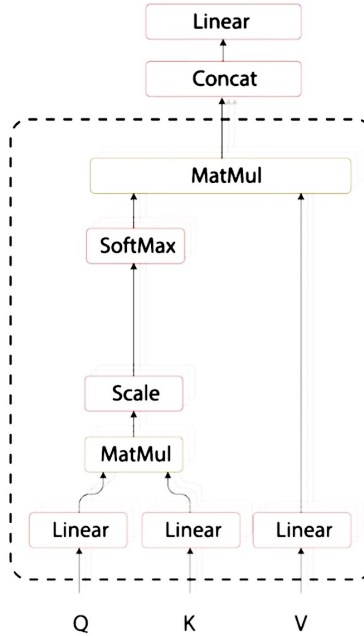 Linear
Concat
MatMul
SoftMax
Scale
MatMul
Linear Linear Linear
Q K V